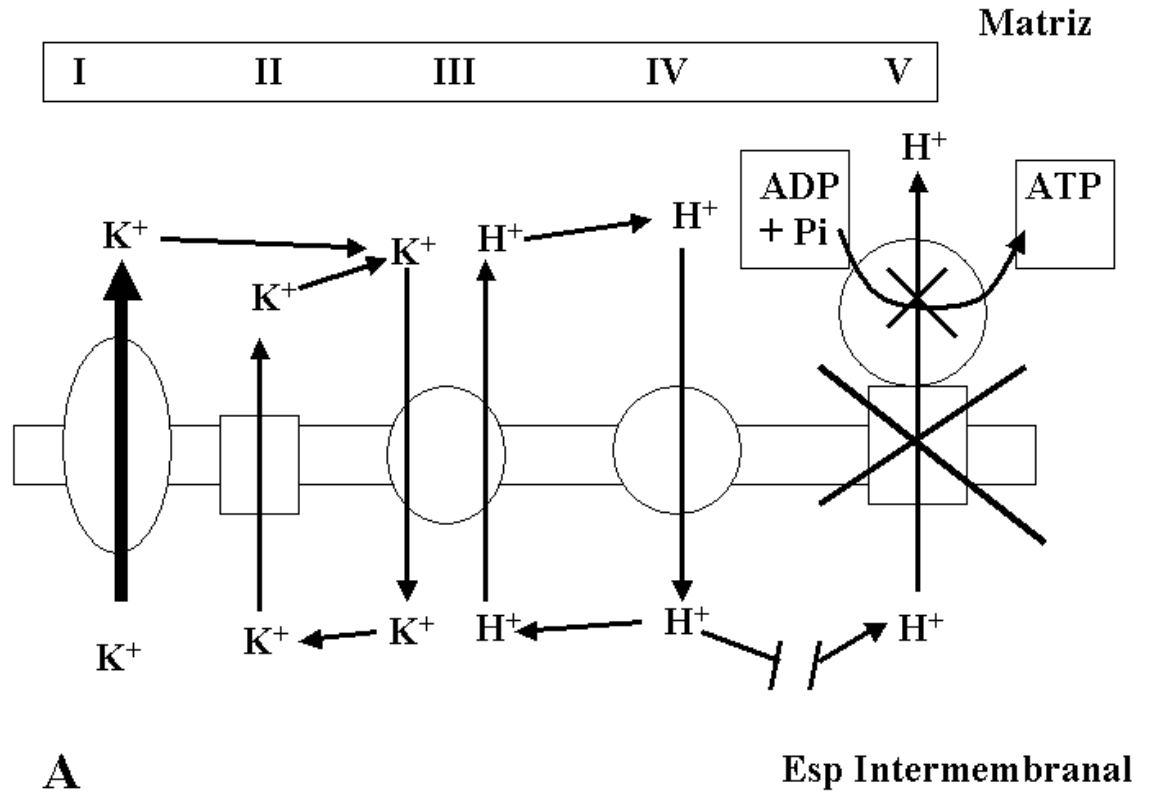 Matriz
I II III IV V
H+
ADP
+ Pi
ATP
K+
K+
H+
H+
K+
K+
K+
K+
H+
H+
H+
A
Esp Intermembranal